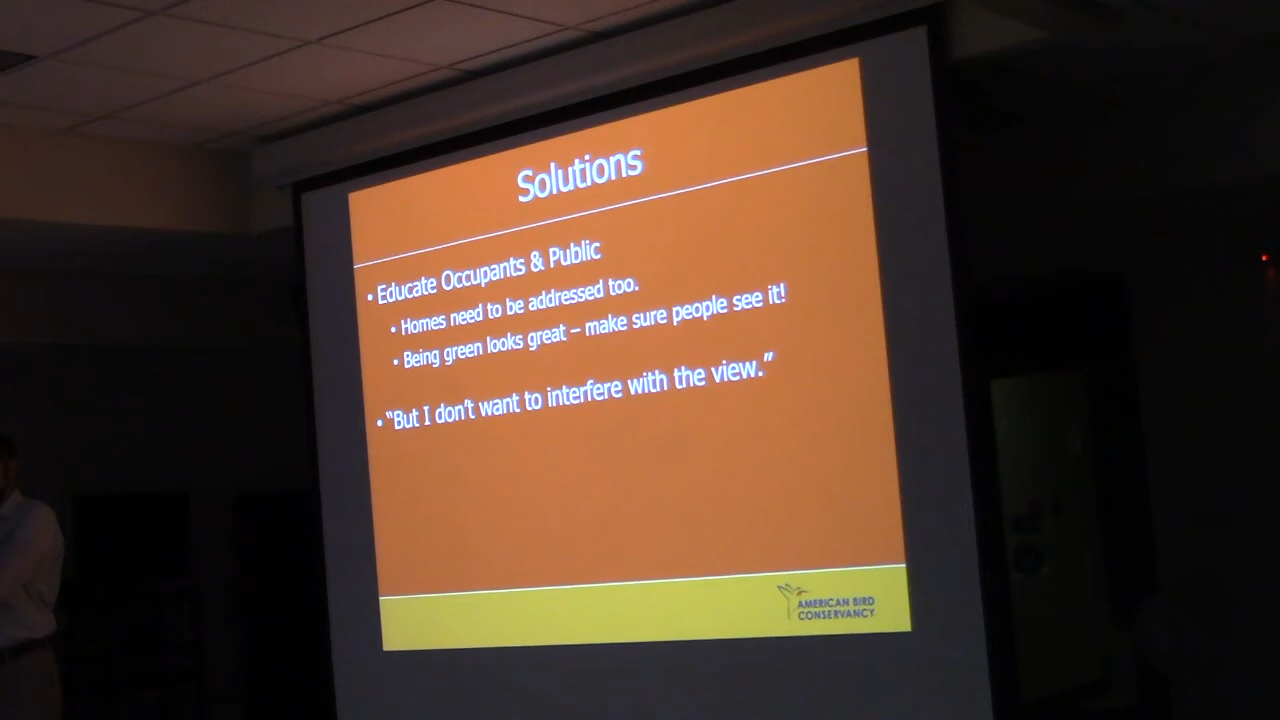 Solutions
• Educate Occupants & Public
• Homes need to be addressed too.
• Being green looks great – make sure people see it!
• “But I don’t want to interfere with the view.”
AMERICAN BIRD
CONSERVANCY